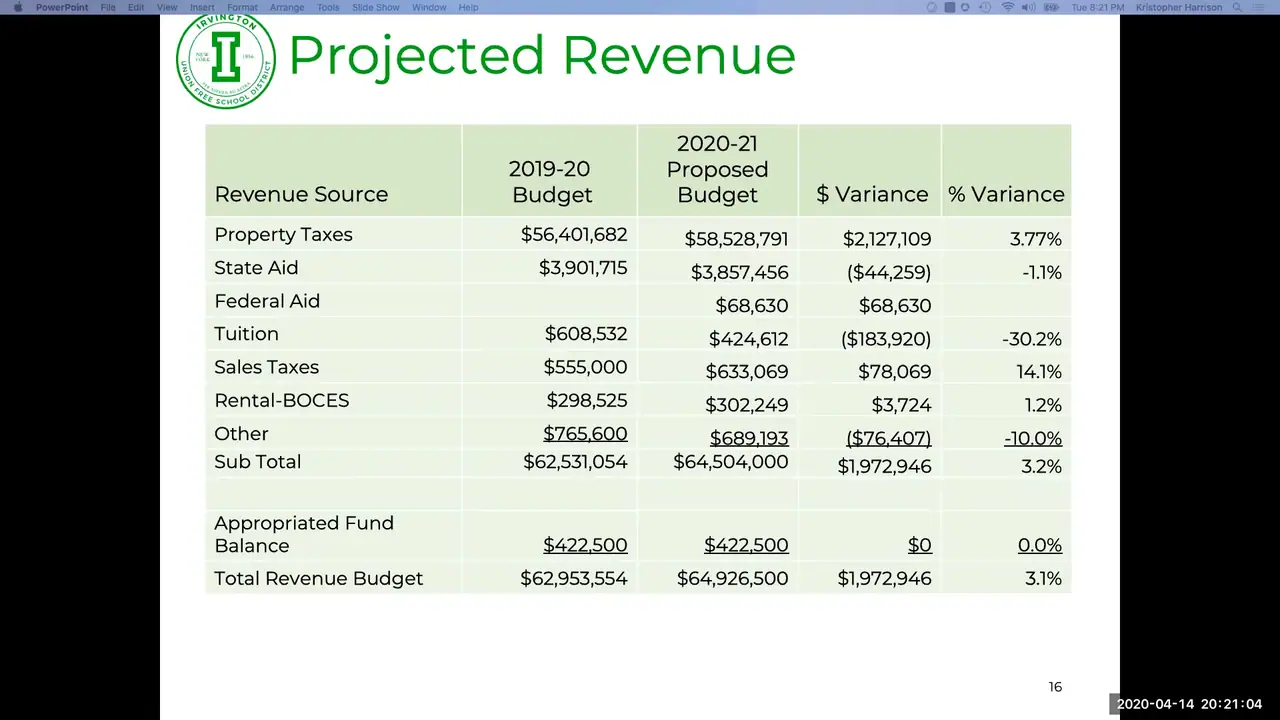 PowerPoint File Edit View Insert Format Arrange Tools Slide Show Window Help Tue 8:21 PM Kristopher Harrison
IRVINGTON
NEW YORK
1956
I
UNION FREE SCHOOL DISTRICT
Projected Revenue
Revenue Source 2019-20 Budget 2020-21 Proposed Budget $ Variance % Variance
Property Taxes $56,401,682 $58,528,791 $2,127,109 3.77%
State Aid $3,901,715 $3,857,456 ($44,259) -1.1%
Federal Aid $68,630 $68,630
Tuition $608,532 $424,612 ($183,920) -30.2%
Sales Taxes $555,000 $633,069 $78,069 14.1%
Rental-BOCES $298,525 $302,249 $3,724 1.2%
Other $765,600 $689,193 ($76,407) -10.0%
Sub Total $62,531,054 $64,504,000 $1,972,946 3.2%
Appropriated Fund Balance $422,500 $422,500 $0 0.0%
Total Revenue Budget $62,953,554 $64,926,500 $1,972,946 3.1%
16
2020-04-14 20:21:04